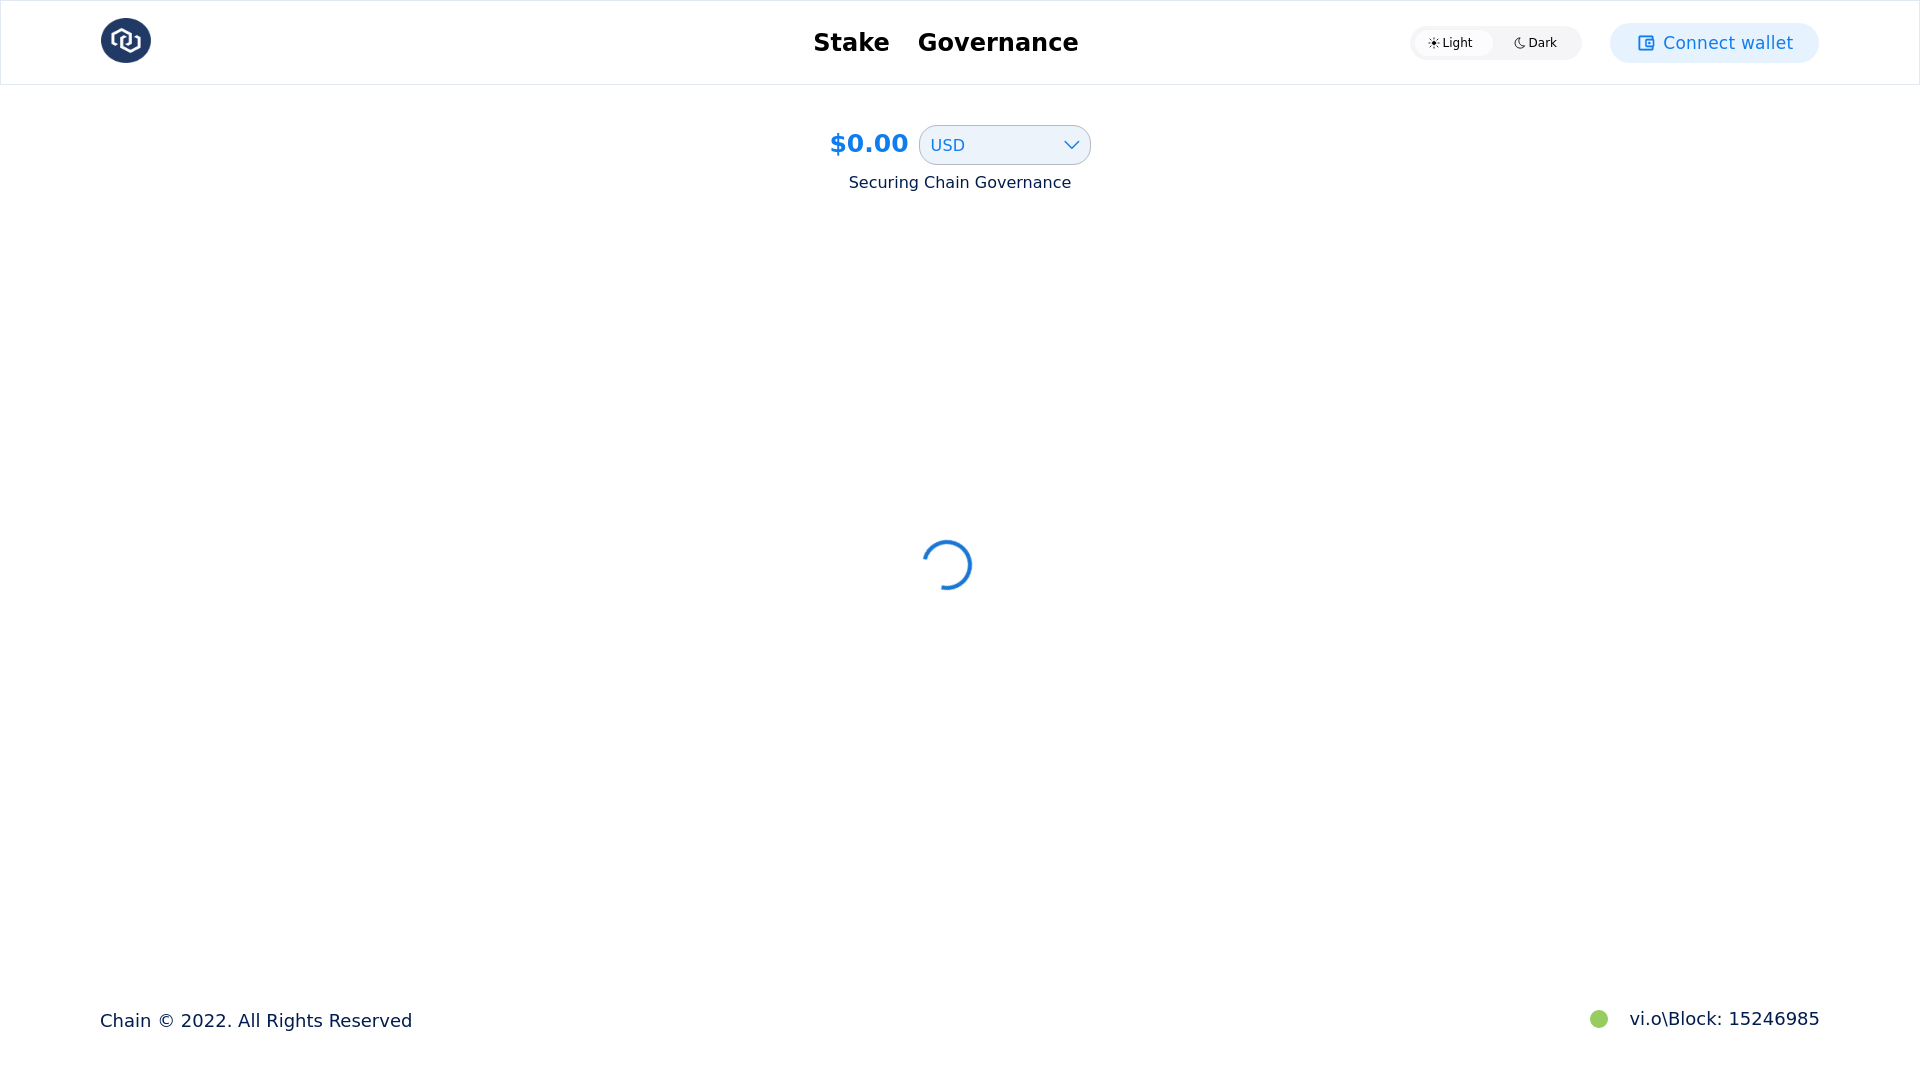 Stake Governance
Light Dark
Connect wallet
$0.00 USD
Securing Chain Governance
Chain © 2022. All Rights Reserved
vi.o\Block: 15246985